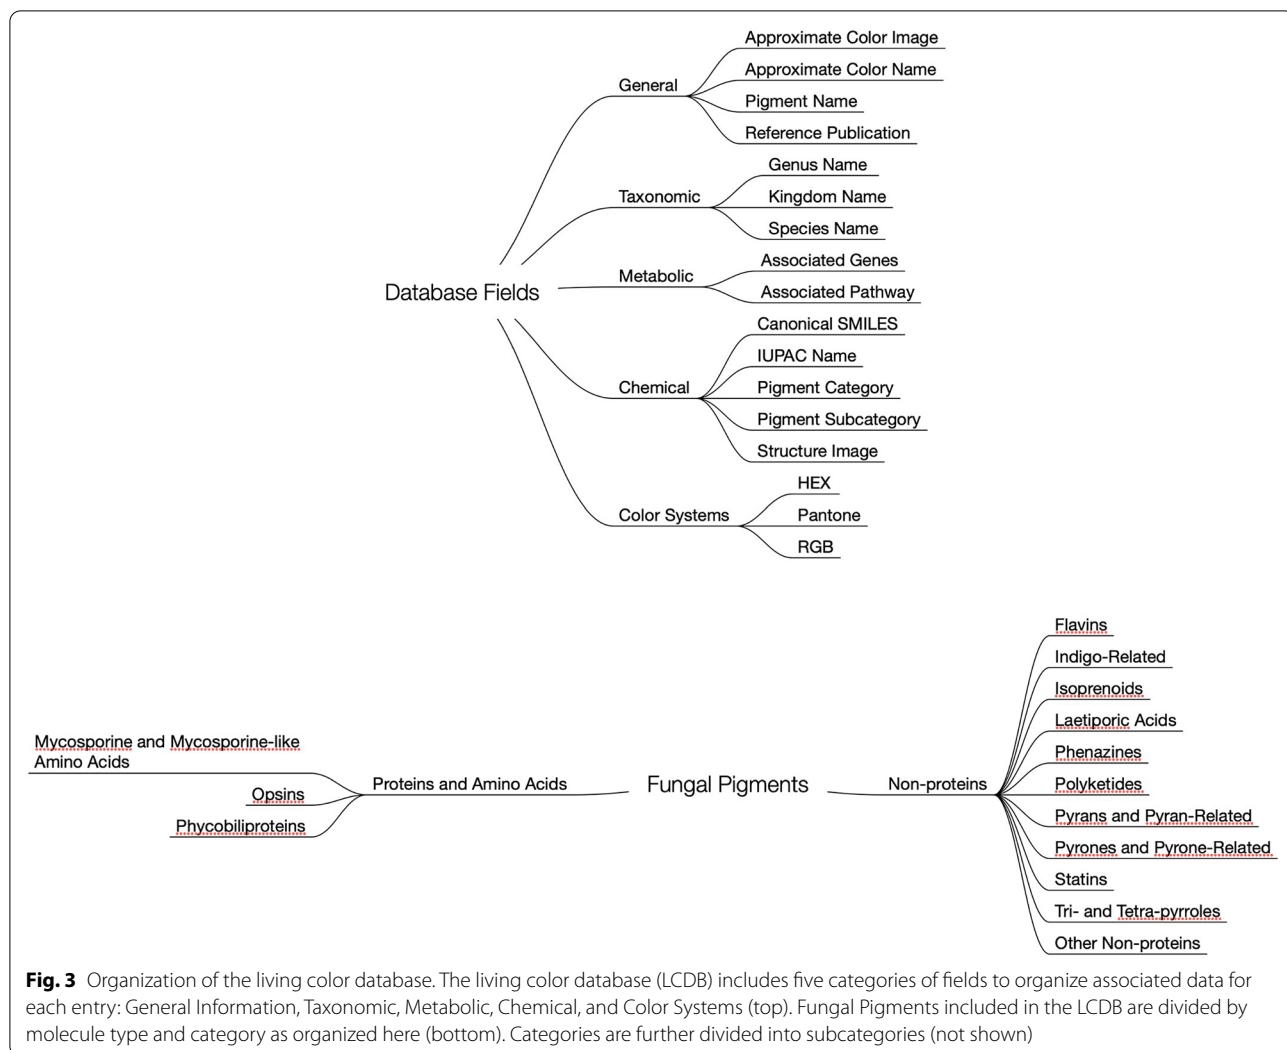 Approximate Color Image
Approximate Color Name
General
Pigment Name
Reference Publication
Genus Name
Taxonomic
Kingdom Name
Species Name
Associated Genes
Metabolic
Database Fields
Associated Pathway
Canonical SMILES
IUPAC Name
Chemical
Pigment Category
Pigment Subcategory
Structure Image
HEX
Color Systems
Pantone
RGB
Flavins
Indigo-Related
Isoprenoids
Laetiporic Acids
Mycosporine and Mycosporine-like
Amino Acids
Phenazines
Proteins and Amino Acids
Fungal Pigments
Non-proteins
Polyketides
Opsins
Pyrans and Pyran-Related
Phycobiliproteins
Pyrones and Pyrone-Related
Statins
Tri- and Tetra-pyrroles
Other Non-proteins
Fig. 3 Organization of the living color database. The living color database (LCDB) includes five categories of fields to organize associated data for
each entry: General Information, Taxonomic, Metabolic, Chemical, and Color Systems (top). Fungal Pigments included in the LCDB are divided by
molecule type and category as organized here (bottom). Categories are further divided into subcategories (not shown)